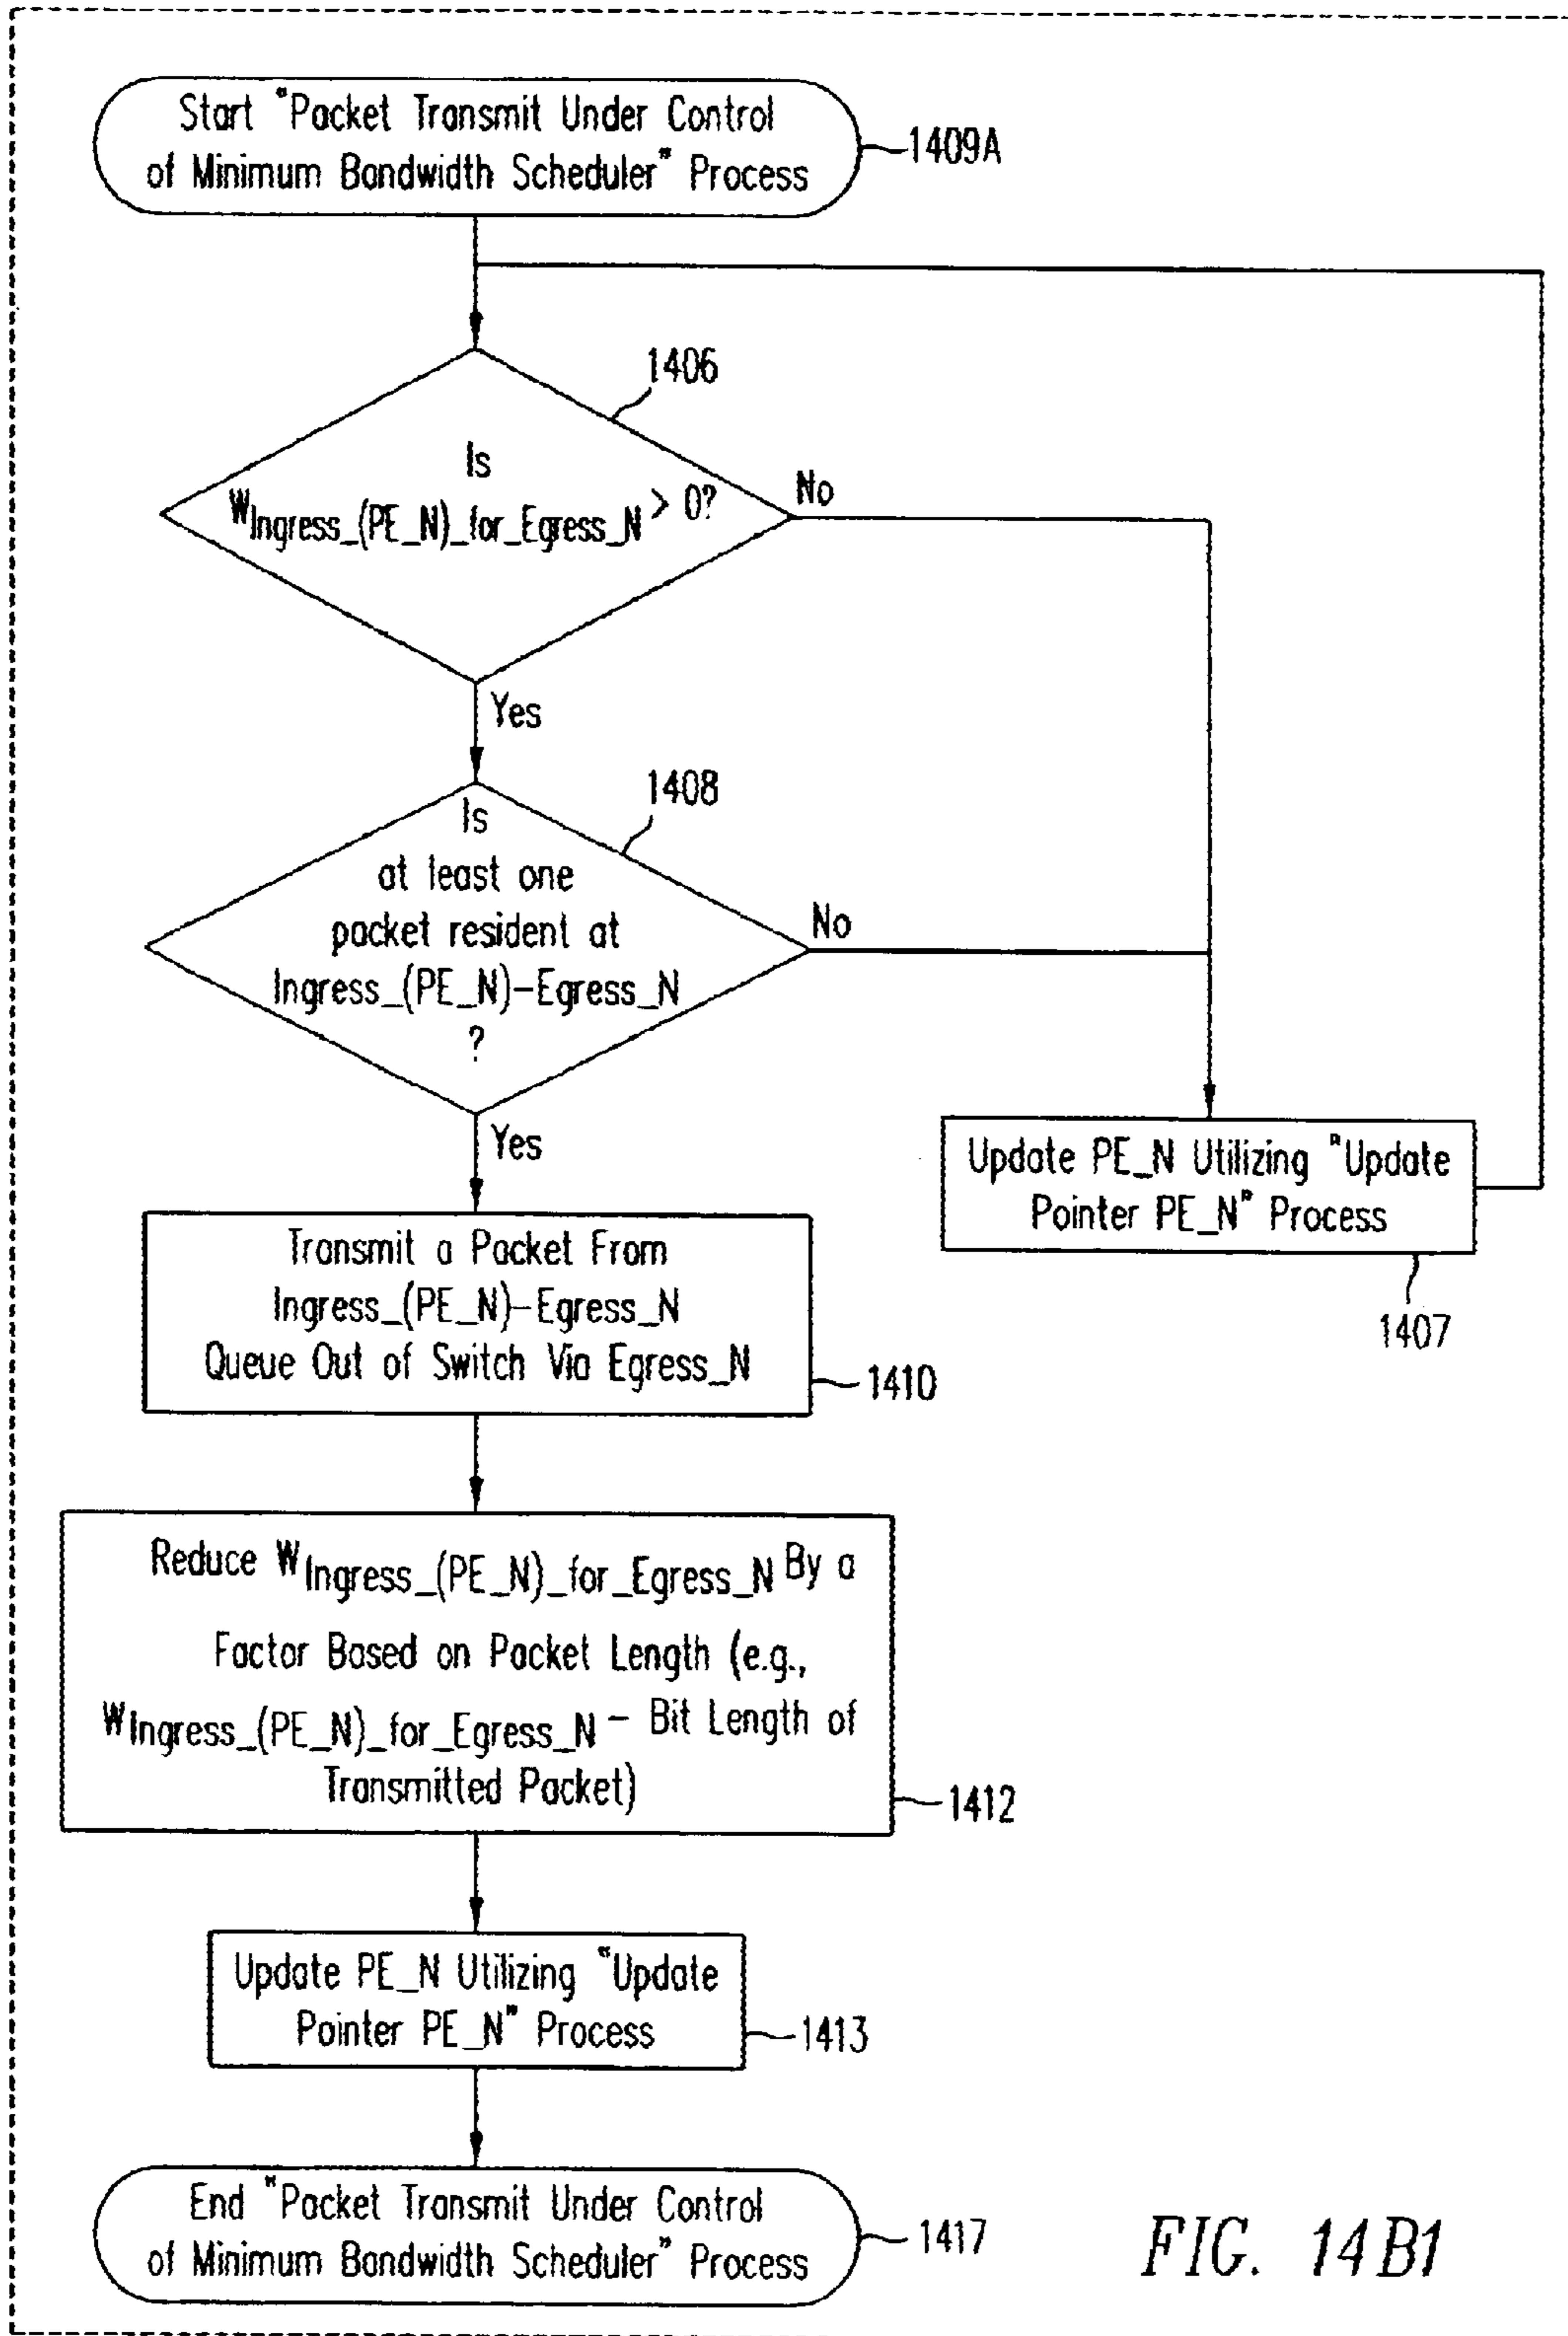 Start "Packet Transmit Under Control
of Minimum Bandwidth Scheduler" Process
1409A
1406
Is
WIngress_(PE_N)_for_Egress_N > 0?
No
Yes
1408
Is
at least one
packet resident at
Ingress_(PE_N)-Egress_N
?
No
Yes
Update PE_N Utilizing "Update
Pointer PE_N" Process
1407
Transmit a Packet From
Ingress_(PE_N)-Egress_N
Queue Out of Switch Via Egress_N
1410
Reduce WIngress_(PE_N)_for_Egress_N By a
Factor Based on Packet Length (e.g.,
WIngress_(PE_N)_for_Egress_N - Bit Length of
Transmitted Packet)
1412
Update PE_N Utilizing "Update
Pointer PE_N" Process
1413
End "Packet Transmit Under Control
of Minimum Bandwidth Scheduler" Process
1417
FIG. 14B1